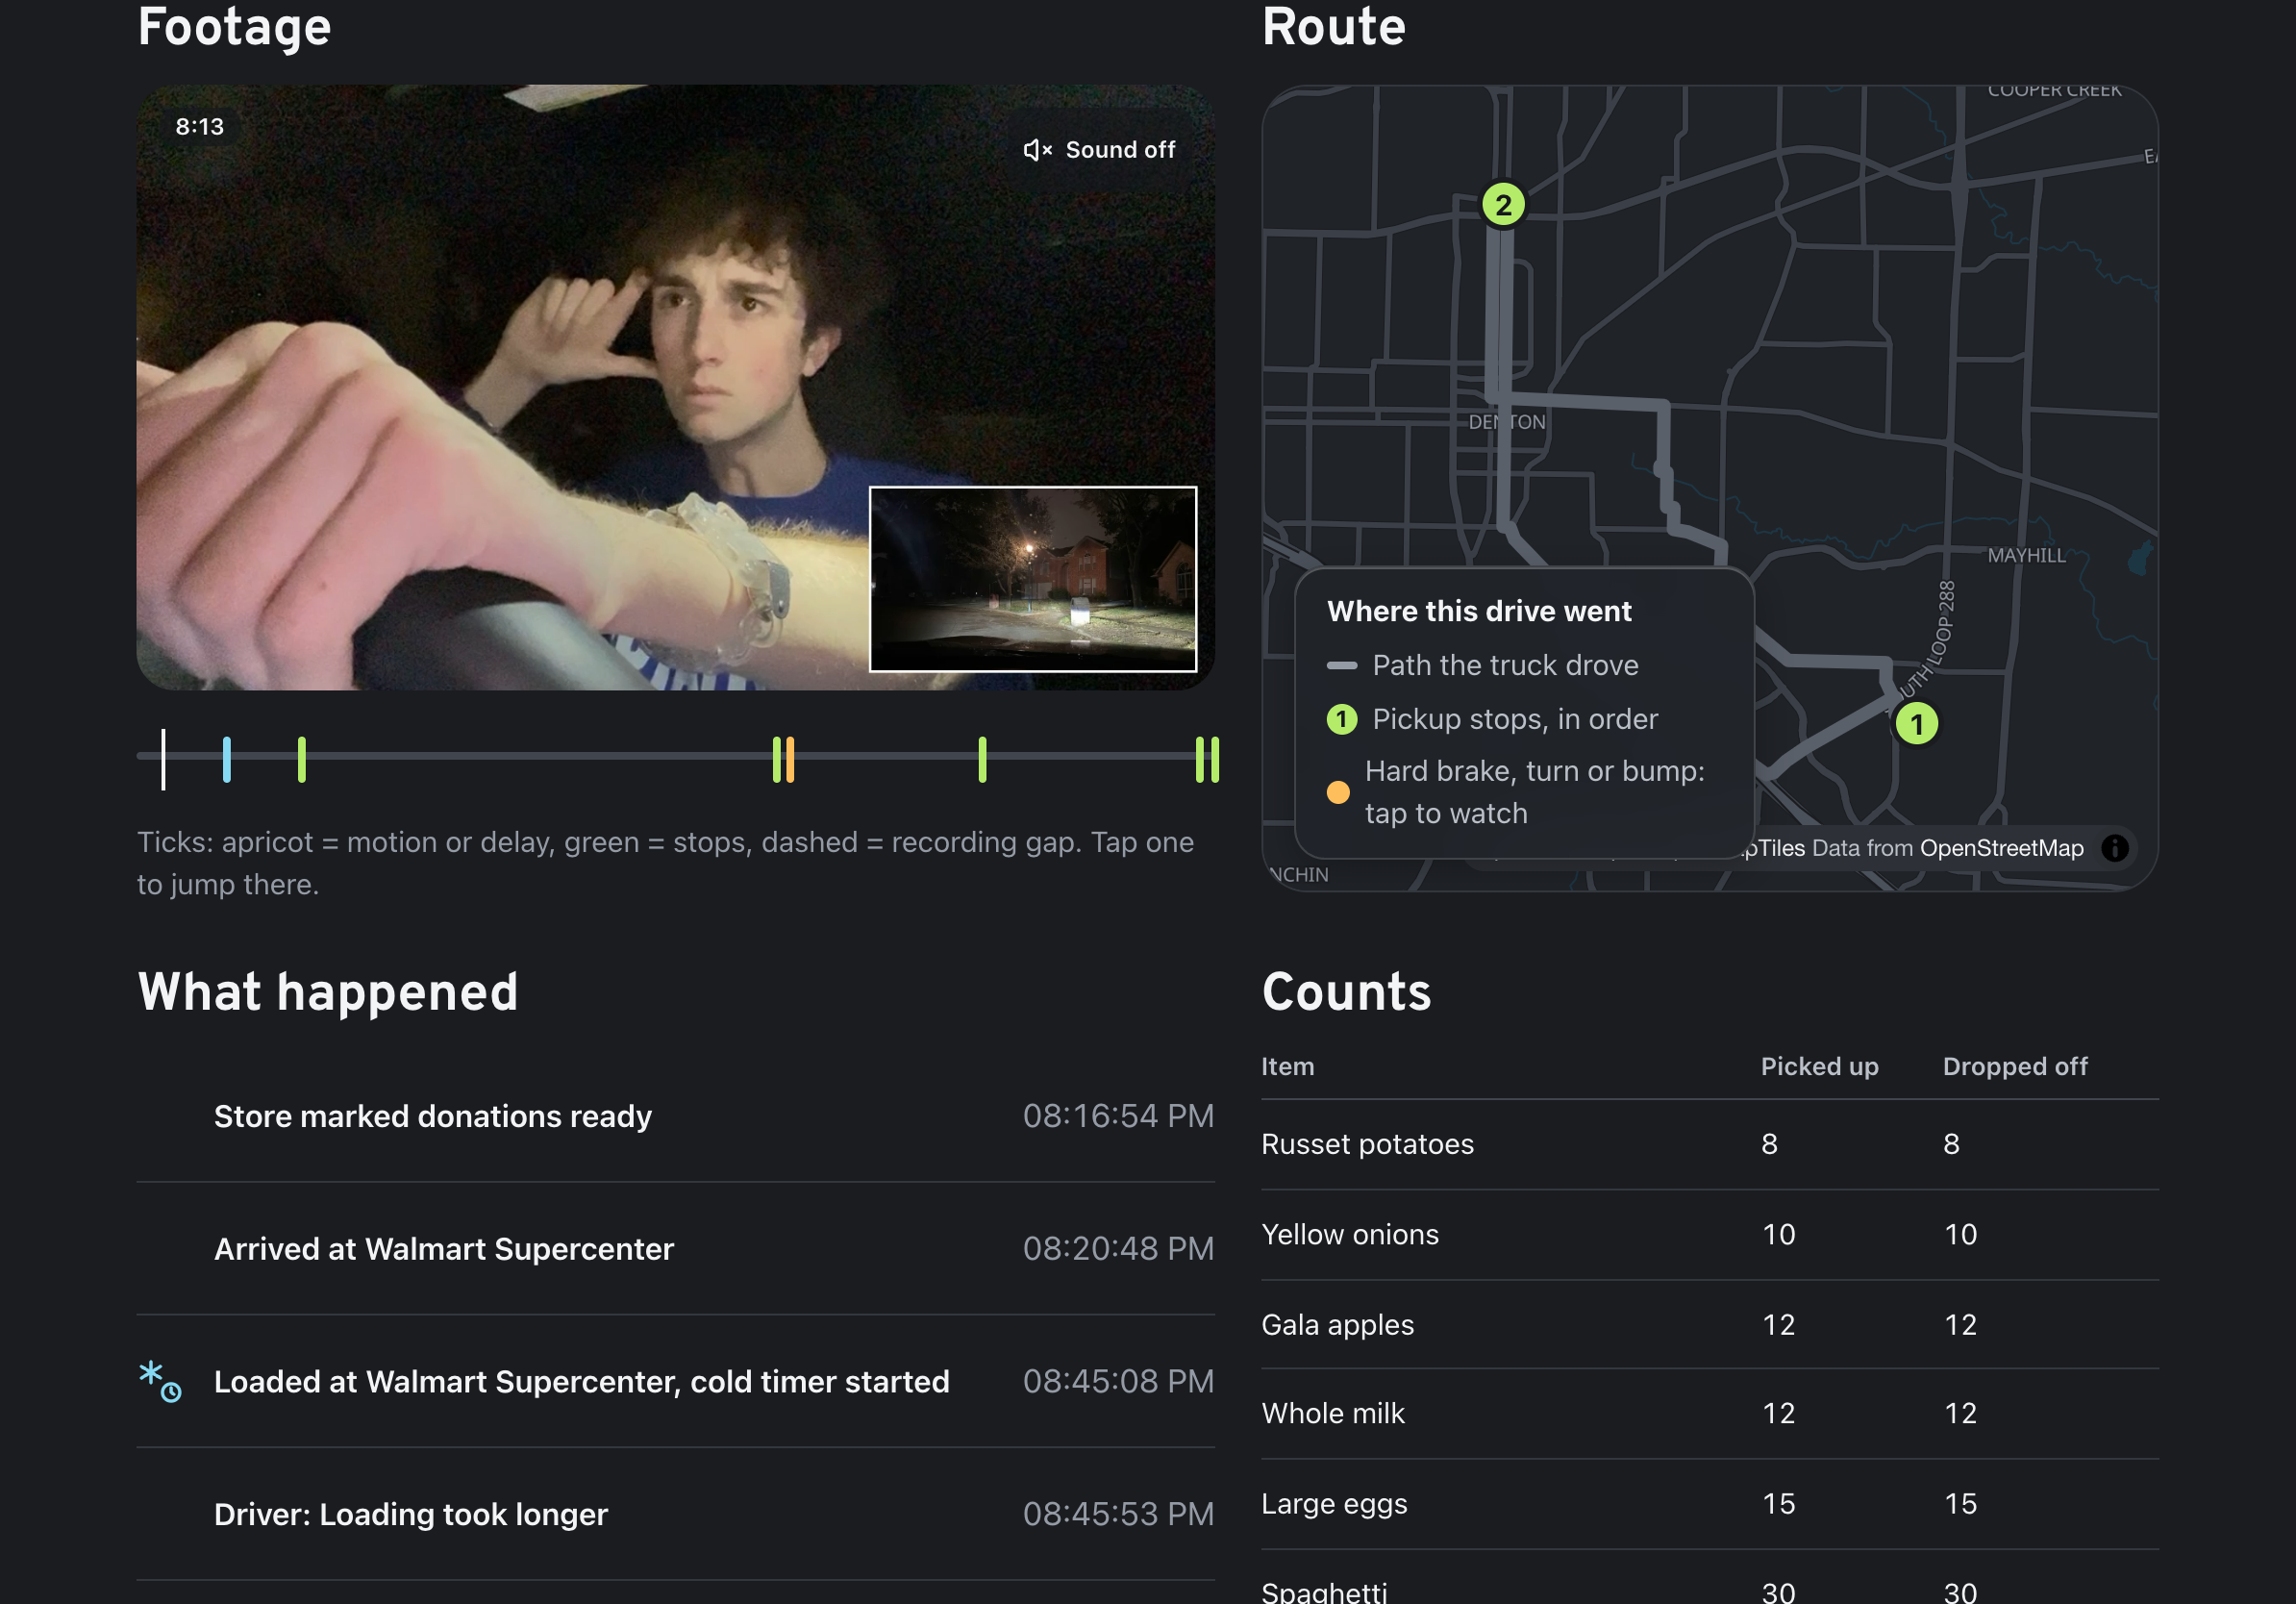 Footage
8:13
Sound off
Ticks: apricot = motion or delay, green = stops, dashed = recording gap. Tap one
to jump there.
Route
COOPER CREEK
2
DENTON
MAYHILL
UTH LOOP 288
1
Where this drive went
Path the truck drove
1 Pickup stops, in order
Hard brake, turn or bump:
tap to watch
pTiles Data from OpenStreetMap
NCHIN
What happened
Store marked donations ready 08:16:54 PM
Arrived at Walmart Supercenter 08:20:48 PM
Loaded at Walmart Supercenter, cold timer started 08:45:08 PM
Driver: Loading took longer 08:45:53 PM
Counts
Item Picked up Dropped off
Russet potatoes 8 8
Yellow onions 10 10
Gala apples 12 12
Whole milk 12 12
Large eggs 15 15
Spaghetti 30 30